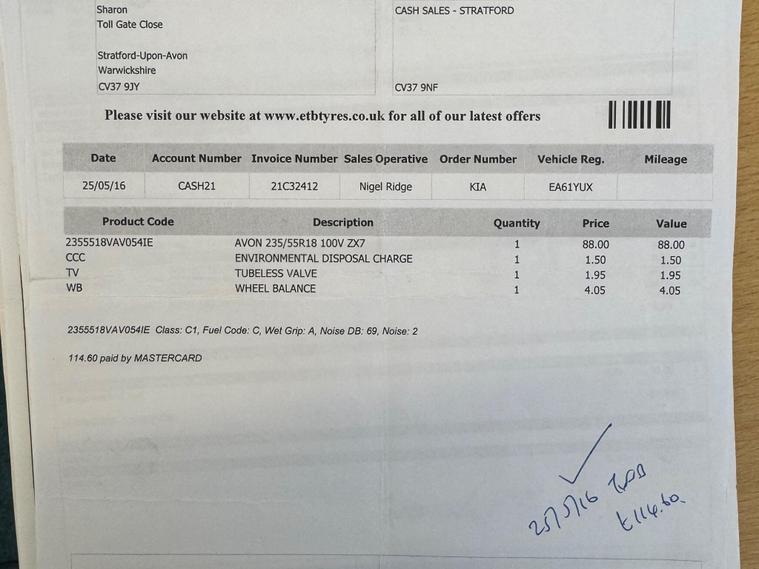 Sharon
Toll Gate Close
Stratford-Upon-Avon
Warwickshire
CV37 9JY
CASH SALES - STRATFORD
CV37 9NF
Please visit our website at www.etbtyres.co.uk for all of our latest offers
Date Account Number Invoice Number Sales Operative Order Number Vehicle Reg. Mileage
25/05/16 CASH21 21C32412 Nigel Ridge KIA EA61YUX
Product Code Description Quantity Price Value
2355518VAV054IE AVON 235/55R18 100V ZX7 1 88.00 88.00
CCC ENVIRONMENTAL DISPOSAL CHARGE 1 1.50 1.50
TV TUBELESS VALVE 1 1.95 1.95
WB WHEEL BALANCE 1 4.05 4.05
2355518VAV054IE Class: C1, Fuel Code: C, Wet Grip: A, Noise DB: 69, Noise: 2
114.60 paid by MASTERCARD
25/5/16
£114.60